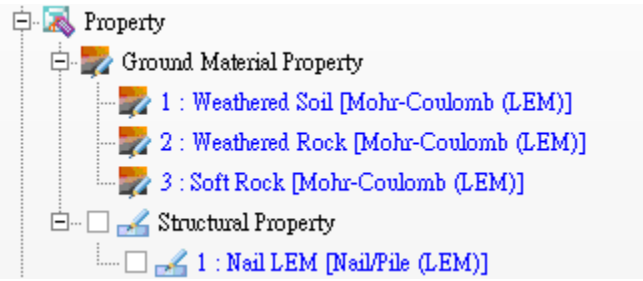 Property
Ground Material Property
1 : Weathered Soil [Mohr-Coulomb (LEM)]
2 : Weathered Rock [Mohr-Coulomb (LEM)]
3 : Soft Rock [Mohr-Coulomb (LEM)]
Structural Property
1 : Nail LEM [Nail/Pile (LEM)]